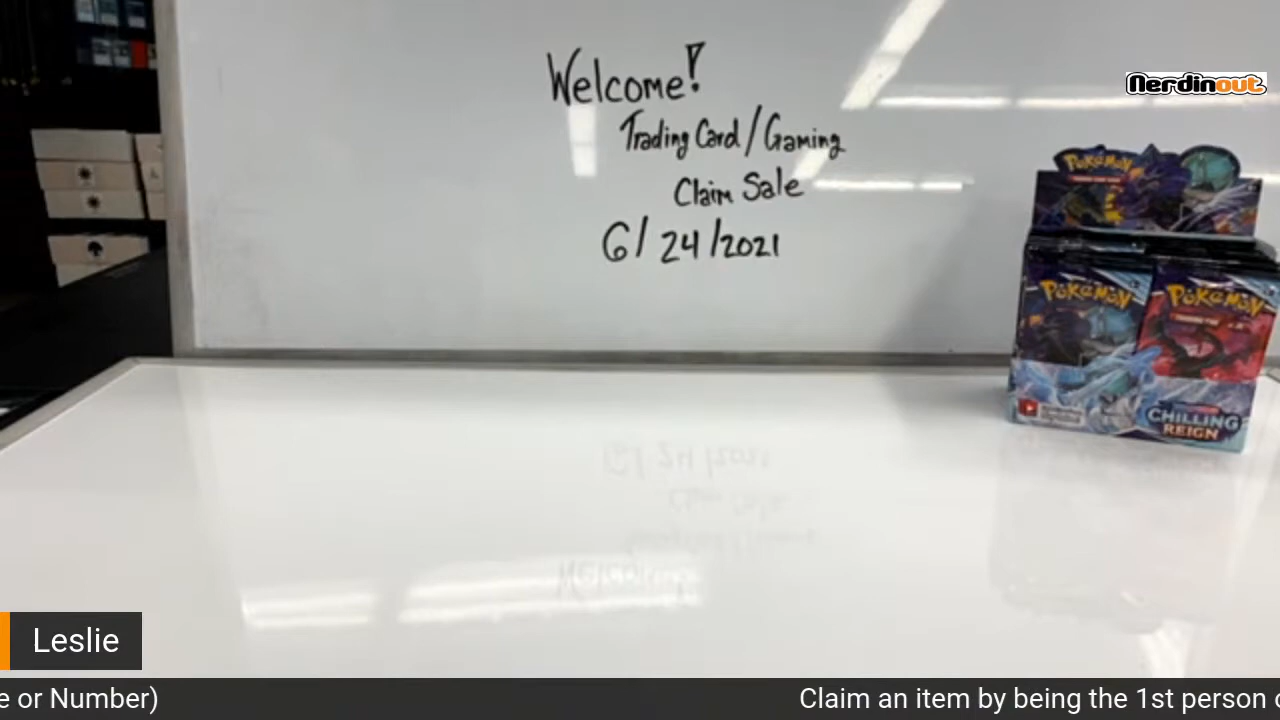 Welcome!
Trading Card/Gaming
Claim Sale
6/24/2021
Nerdinout
POKÉMON
POKÉMON
POKÉMON
CHILLING
REIGN
Leslie
e or Number)
Claim an item by being the 1st person